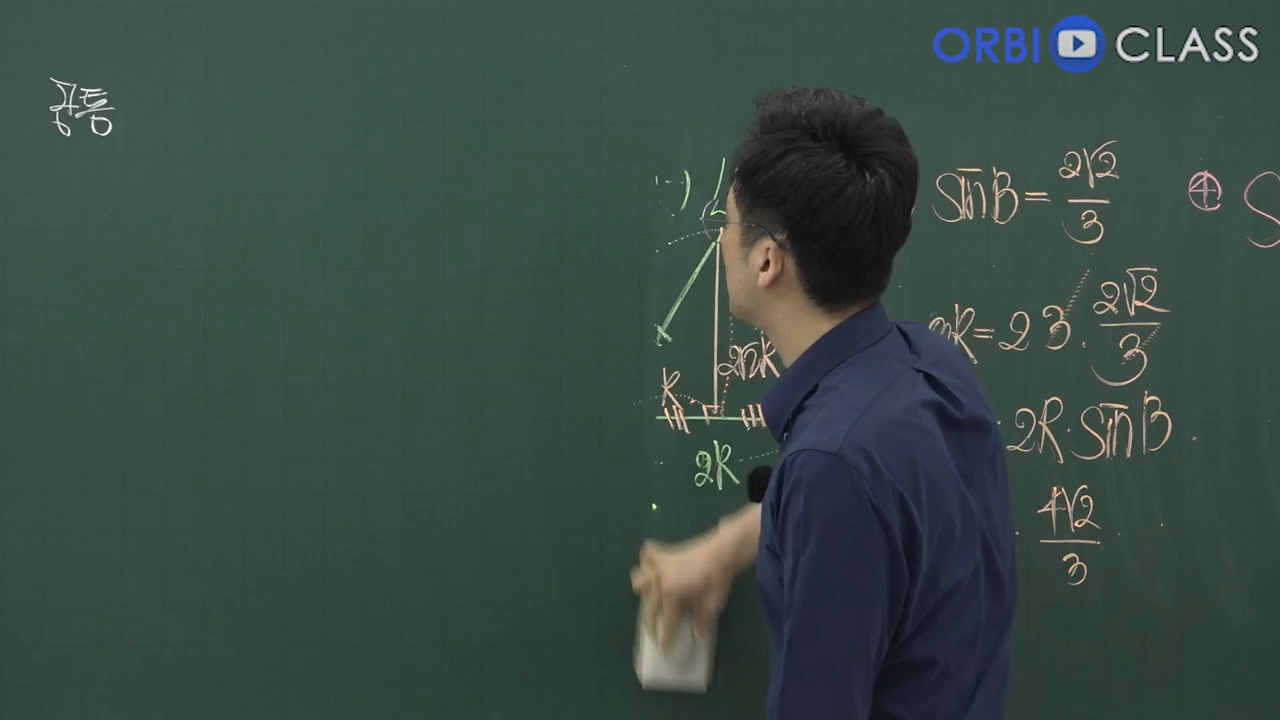 ORBI CLASS
공통
sin B = 2√2/3
④ S
R = 2 3 · 2√2/3
2√2R
R
2R · sin B
2R
4√2/3